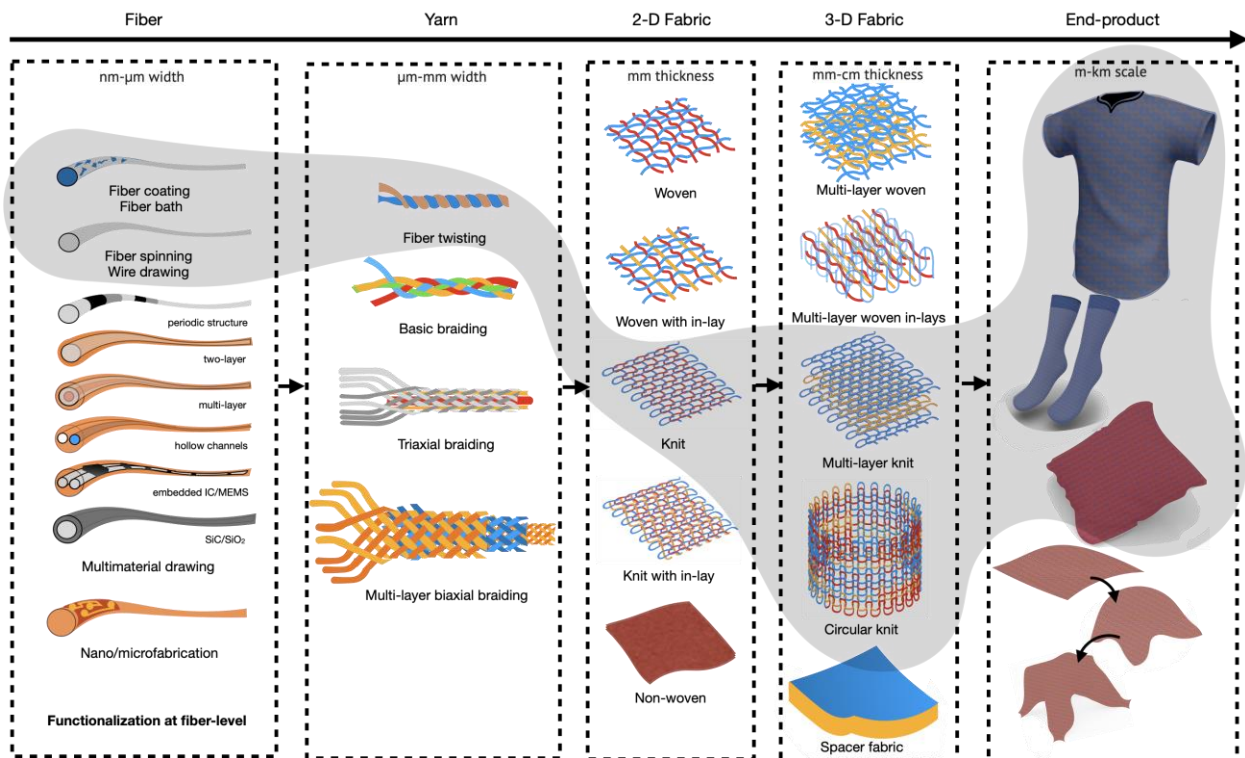 Fiber
Yarn
2-D Fabric
3-D Fabric
End-product
nm-µm width
Fiber coating
Fiber bath
Fiber spinning
Wire drawing
periodic structure
two-layer
multi-layer
hollow channels
embedded IC/MEMS
SiC/SiO₂
Multimaterial drawing
Nano/microfabrication
Functionalization at fiber-level
µm-mm width
Fiber twisting
Basic braiding
Triaxial braiding
Multi-layer biaxial braiding
mm thickness
Woven
Woven with in-lay
Knit
Knit with in-lay
Non-woven
mm-cm thickness
Multi-layer woven
Multi-layer woven in-lays
Multi-layer knit
Circular knit
Spacer fabric
m-km scale